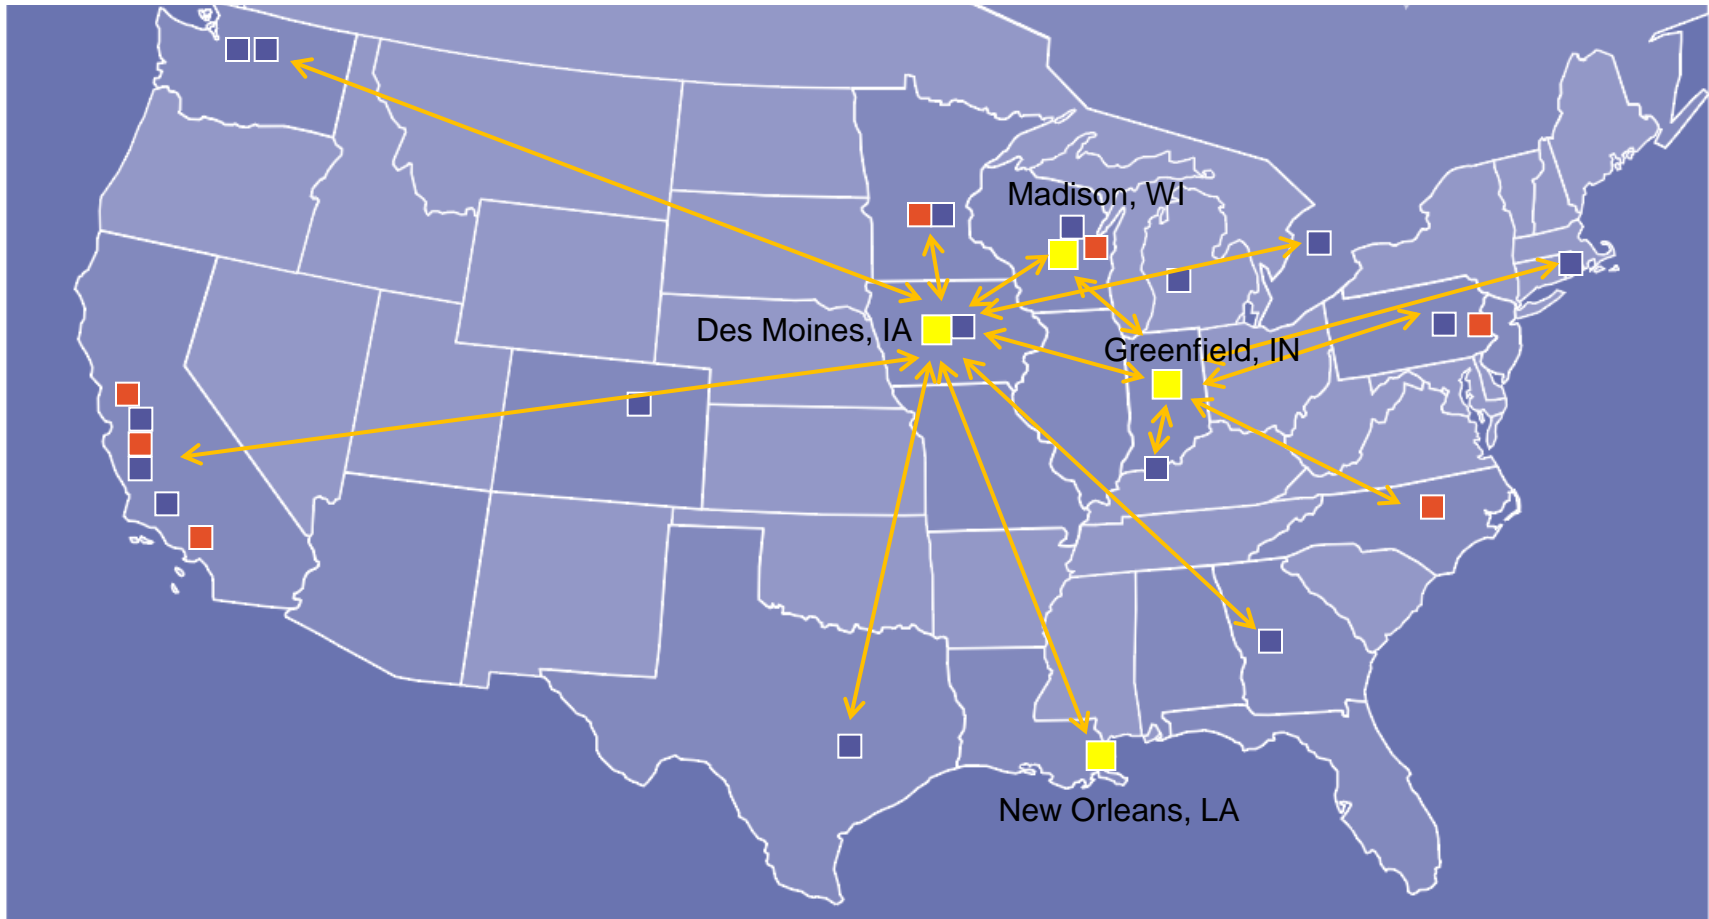 Madison, WI
Des Moines, IA
Greenfield, IN
New Orleans, LA